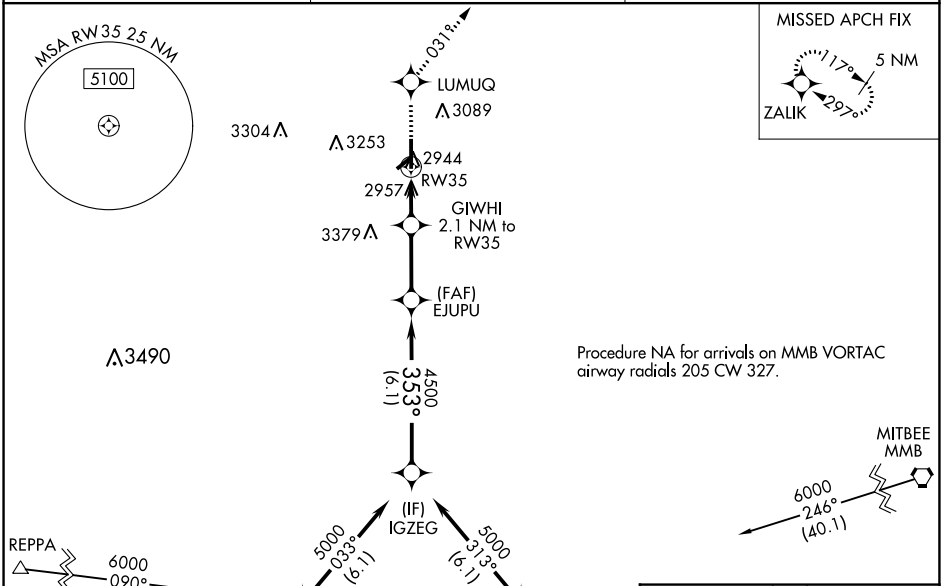 MSA RW35 25 NM
5100
031°
LUMUQ
3089
3304
3253
2944
RW35
2957
GIWHI
2.1 NM to
RW35
3379
(FAF)
EJUPU
3490
4500
353°
(6.1)
(IF)
IGZEG
5000
033°
(6.1)
5000
313°
(6.1)
REPPA
6000
090°
MISSED APCH FIX
117°
5 NM
297°
ZALIK
Procedure NA for arrivals on MMB VORTAC
airway radials 205 CW 327.
MITBEE
MMB
6000
246°
(40.1)